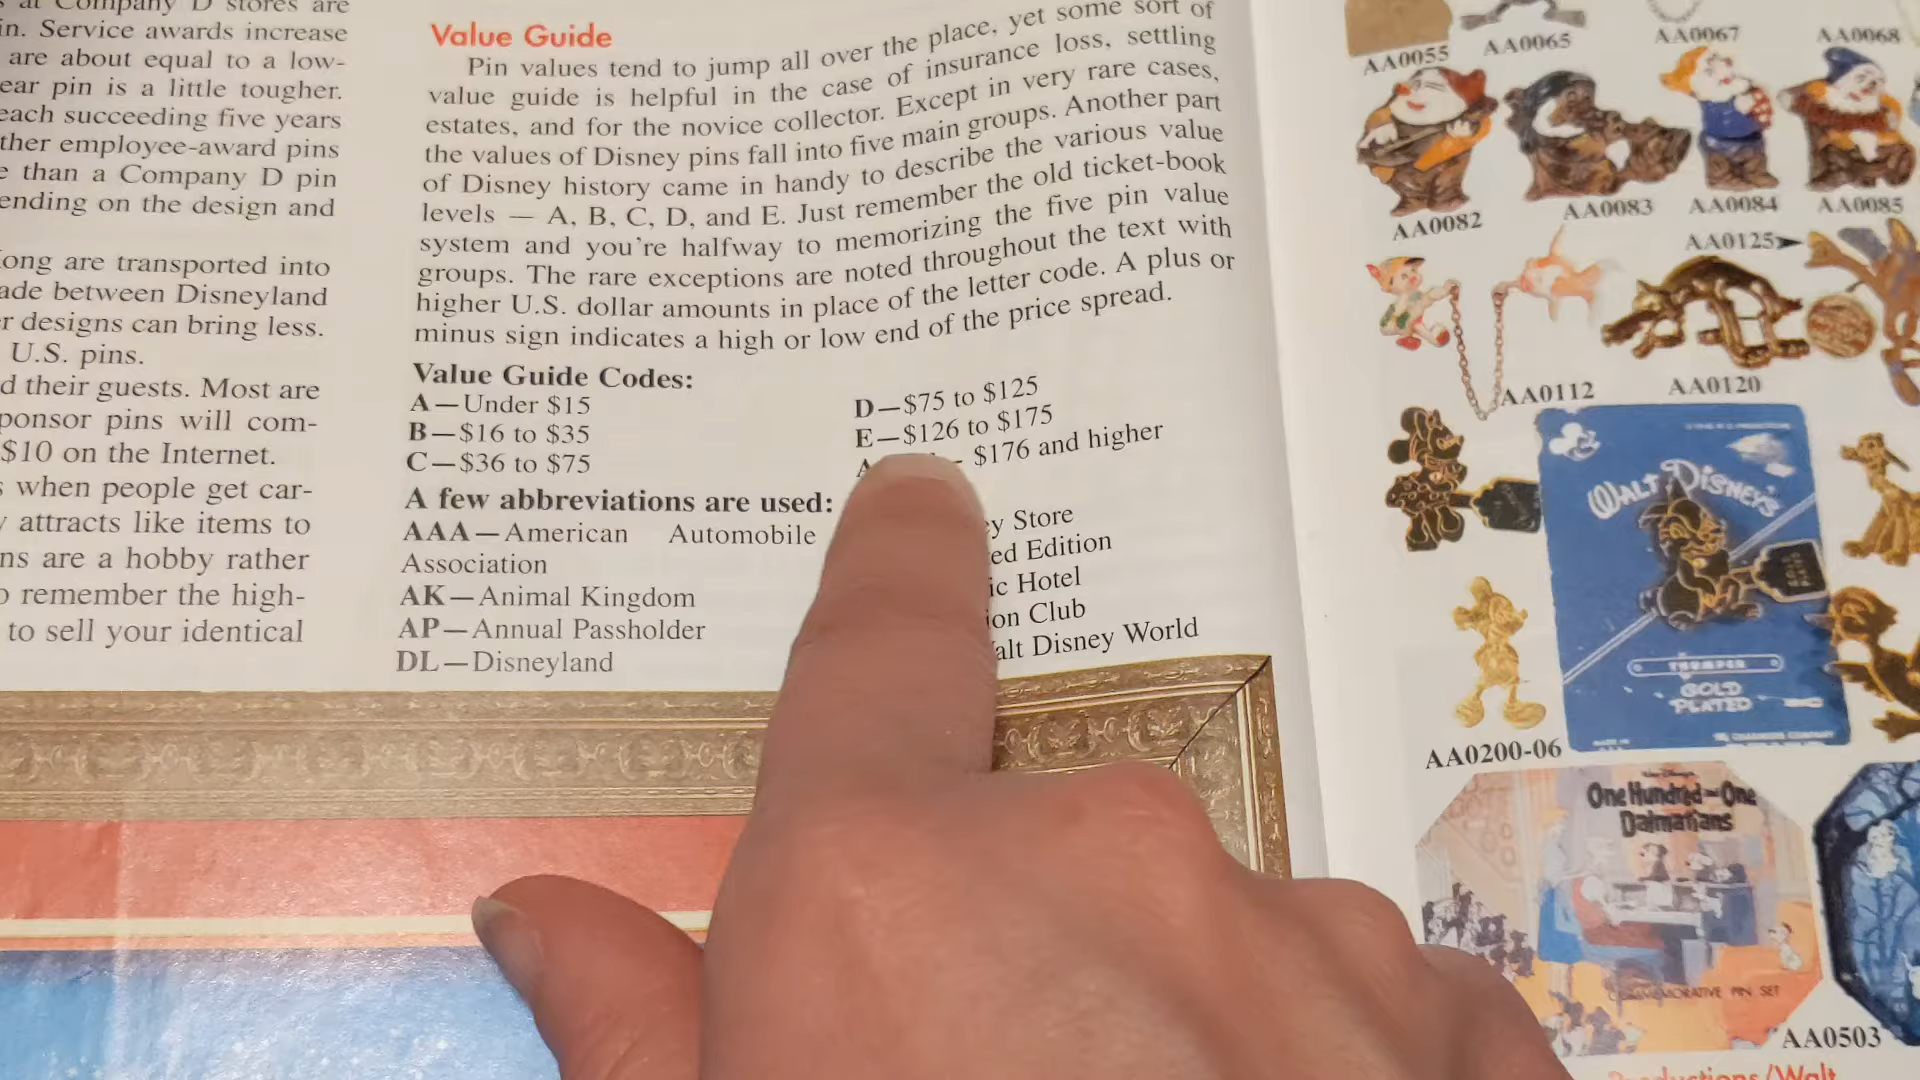 at Company D stores are
in. Service awards increase
are about equal to a low-
ear pin is a little tougher.
each succeeding five years
ther employee-award pins
than a Company D pin
ending on the design and
ong are transported into
ade between Disneyland
r designs can bring less.
U.S. pins.
d their guests. Most are
ponsor pins will com-
$10 on the Internet.
s when people get car-
y attracts like items to
ns are a hobby rather
o remember the high-
to sell your identical
Value Guide
Pin values tend to jump all over the place, yet some sort of
value guide is helpful in the case of insurance loss, settling
estates, and for the novice collector. Except in very rare cases,
the values of Disney pins fall into five main groups. Another part
of Disney history came in handy to describe the various value
levels — A, B, C, D, and E. Just remember the old ticket-book
system and you're halfway to memorizing the five pin value
groups. The rare exceptions are noted throughout the text with
higher U.S. dollar amounts in place of the letter code. A plus or
minus sign indicates a high or low end of the price spread.
Value Guide Codes:
A—Under $15
B—$16 to $35
C—$36 to $75
D—$75 to $125
E—$126 to $175
$176 and higher
A few abbreviations are used:
AAA—American Automobile
Association
AK—Animal Kingdom
AP—Annual Passholder
DL—Disneyland
ey Store
ed Edition
ic Hotel
ion Club
alt Disney World
AA0055
AA0065
AA0067
AA0068
AA0082
AA0083
AA0084
AA0085
AA0125
AA0112
AA0120
WALT DISNEY'S
THUMPER
GOLD
PLATED
AA0200-06
One Hundred and One
Dalmatians
COMMEMORATIVE PIN SET
AA0503
Productions/Walt